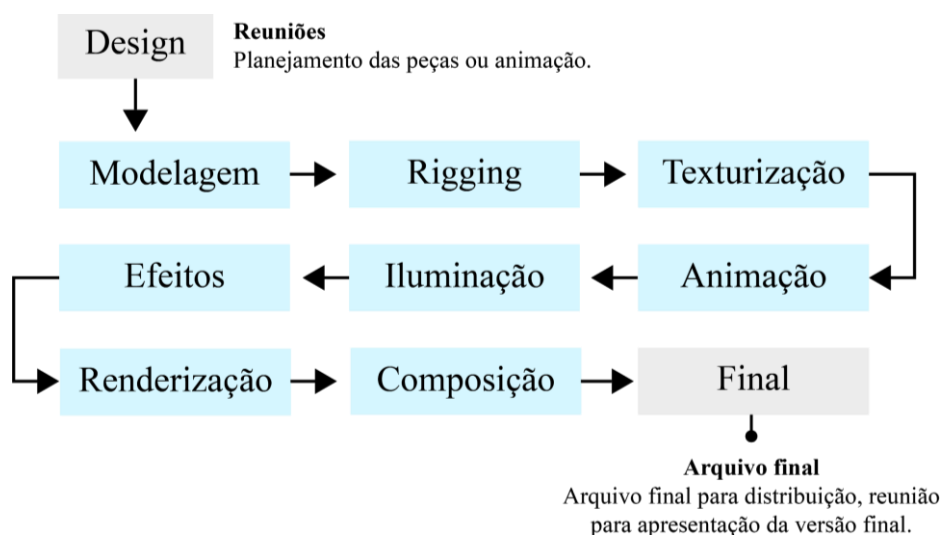 Design
Reuniões
Planejamento das peças ou animação.
Modelagem
Rigging
Texturização
Animação
Iluminação
Efeitos
Renderização
Composição
Final
Arquivo final
Arquivo final para distribuição, reunião
para apresentação da versão final.